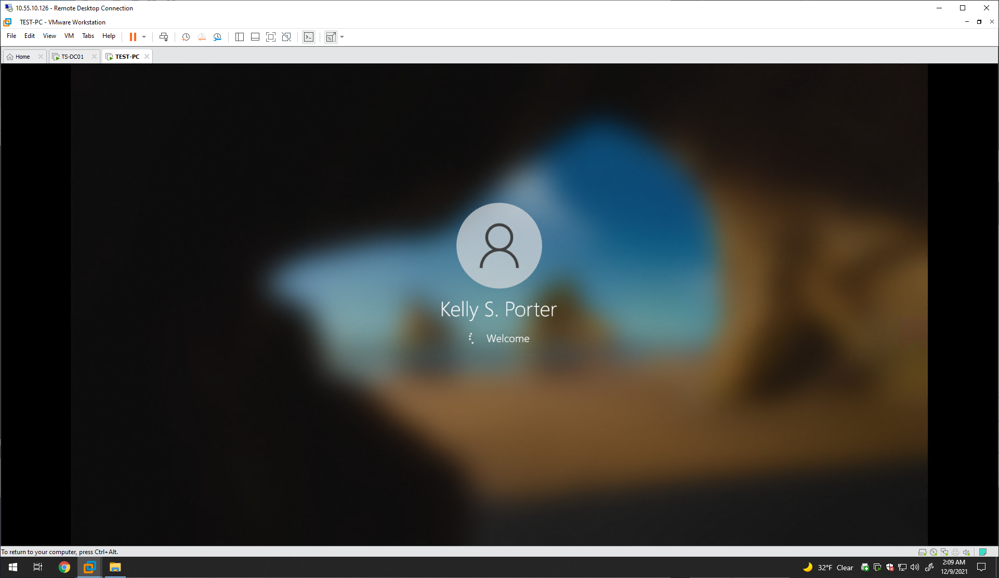 10.55.10.126 - Remote Desktop Connection
TEST-PC - VMware Workstation
File Edit View VM Tabs Help
Home TS-DC01 TEST-PC
Kelly S. Porter
Welcome
To return to your computer, press Ctrl+Alt.
32°F Clear
2:09 AM
12/9/2021